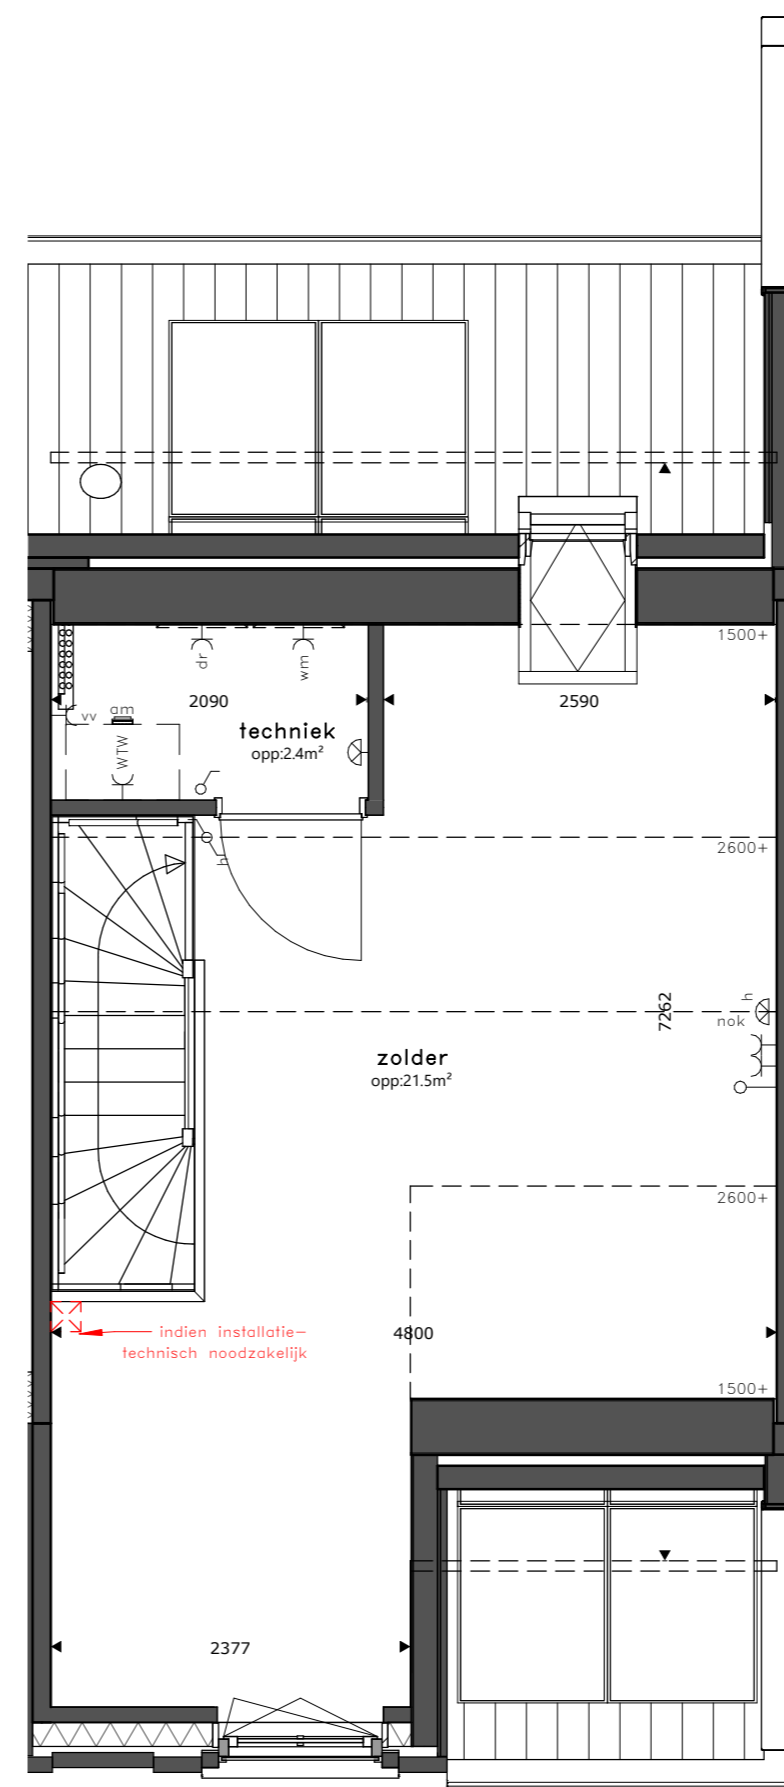 1500+
dr
wm
2090
2590
vv
am
techniek
opp:2.4m²
WTW
h
2600+
h
nok
7262
zolder
opp:21.5m²
2600+
indien installatie-
technisch noodzakelijk
4800
1500+
2377